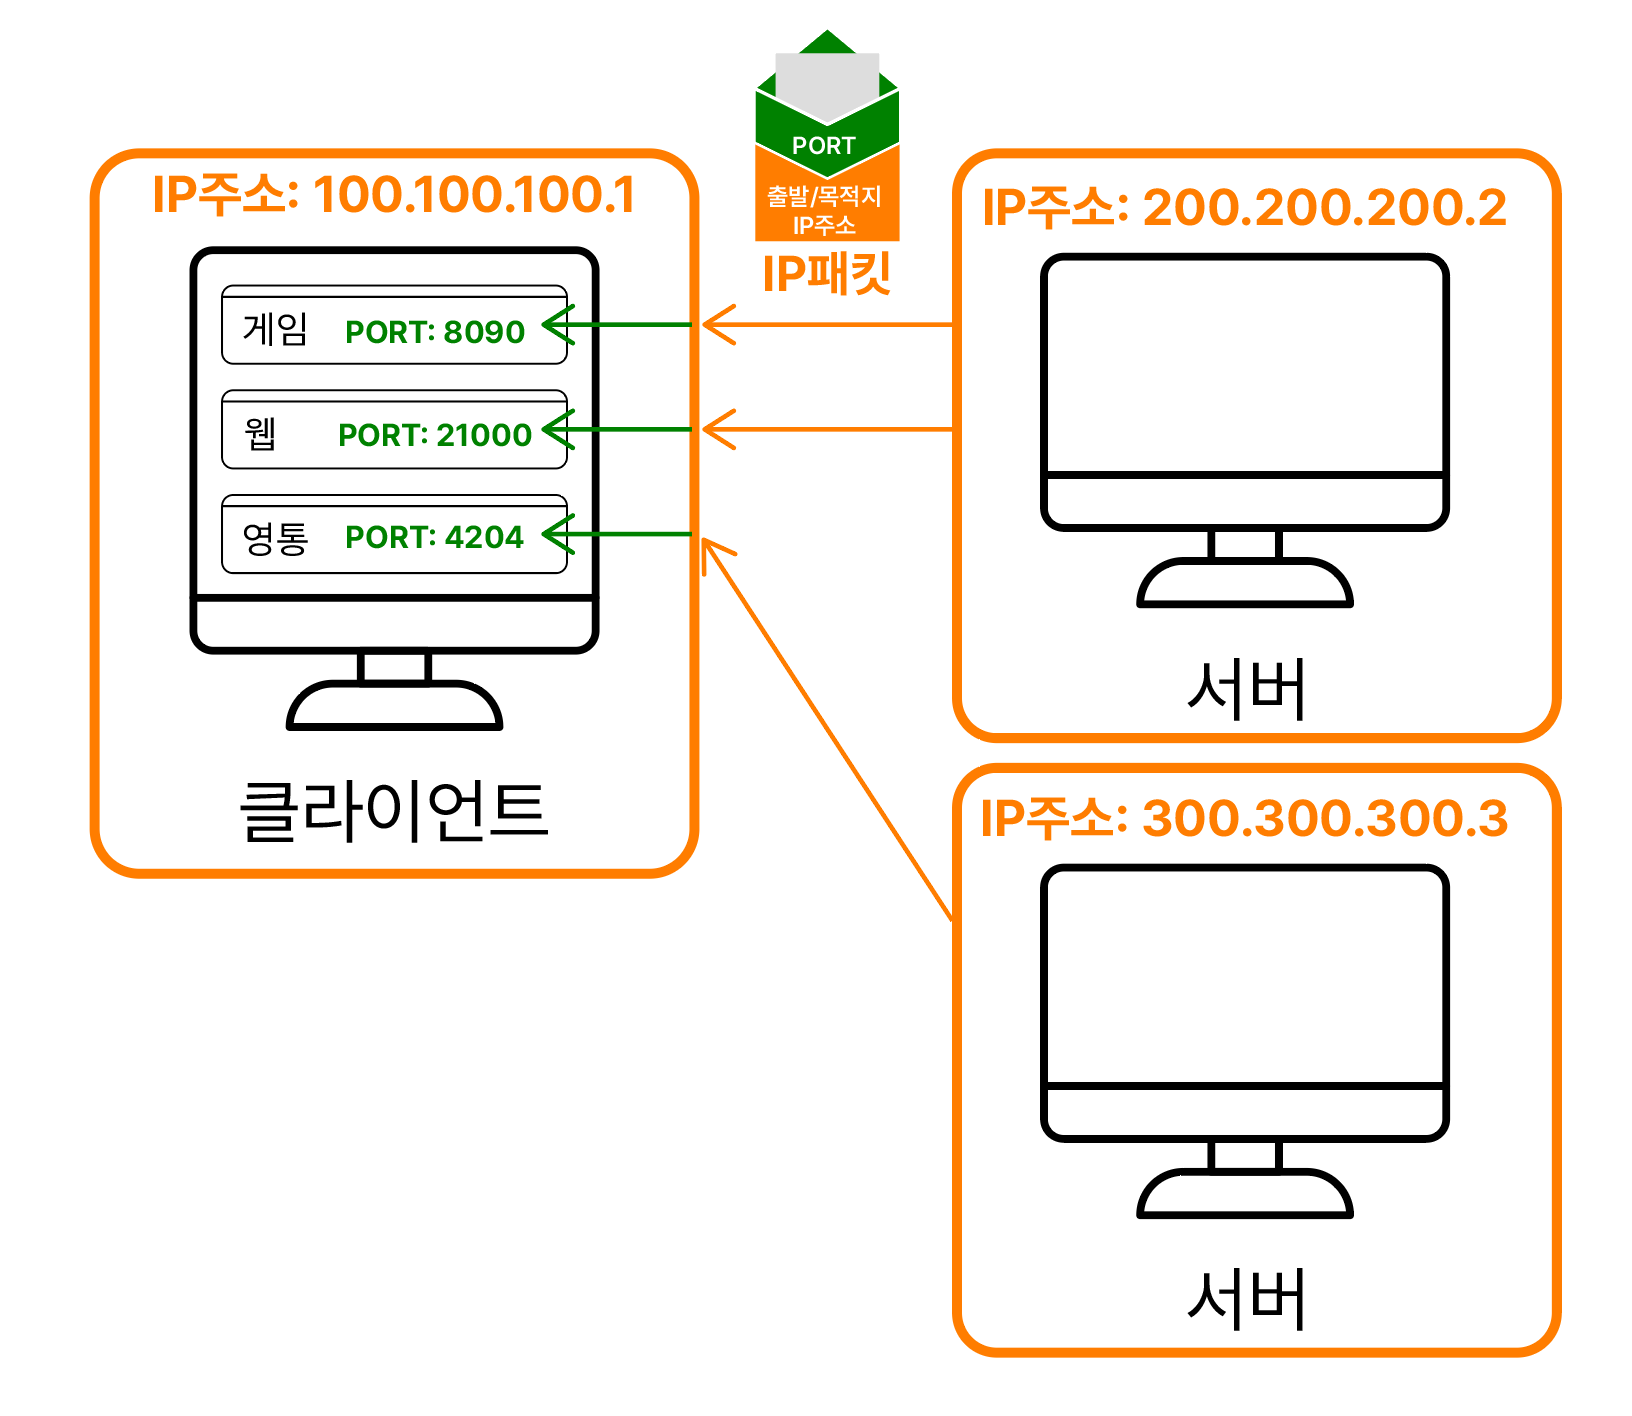 PORT
출발/목적지
IP주소
IP패킷
IP주소: 100.100.100.1
게임 PORT: 8090
웹 PORT: 21000
영통 PORT: 4204
클라이언트
IP주소: 200.200.200.2
서버
IP주소: 300.300.300.3
서버